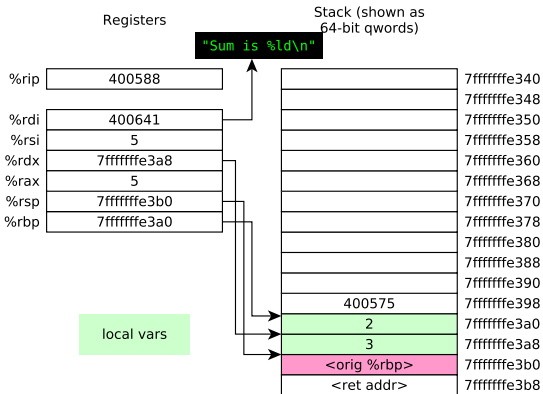 Registers
Stack (shown as
64-bit qwords)
"Sum is %ld\n"
%rip 400588
%rdi 400641
%rsi 5
%rdx 7fffffffe3a8
%rax 5
%rsp 7fffffffe3b0
%rbp 7fffffffe3a0
local vars
7fffffffe340
7fffffffe348
7fffffffe350
7fffffffe358
7fffffffe360
7fffffffe368
7fffffffe370
7fffffffe378
7fffffffe380
7fffffffe388
7fffffffe390
400575 7fffffffe398
2 7fffffffe3a0
3 7fffffffe3a8
<orig %rbp> 7fffffffe3b0
<ret addr> 7fffffffe3b8